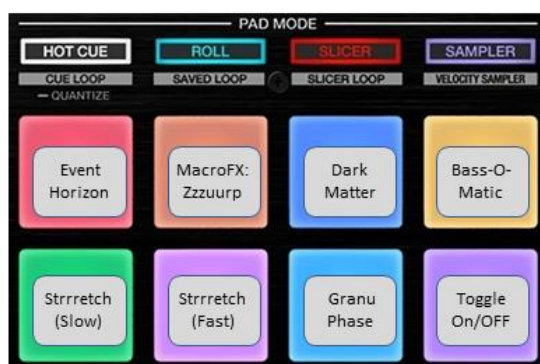 PAD MODE
HOT CUE ROLL SLICER SAMPLER
CUE LOOP SAVED LOOP SLICER LOOP VELOCITY SAMPLER
— QUANTIZE
Event MacroFX: Dark Bass-O-
Horizon Zzzuurp Matter Matic
Strrretch Strrretch Granu Toggle
(Slow) (Fast) Phase On/OFF